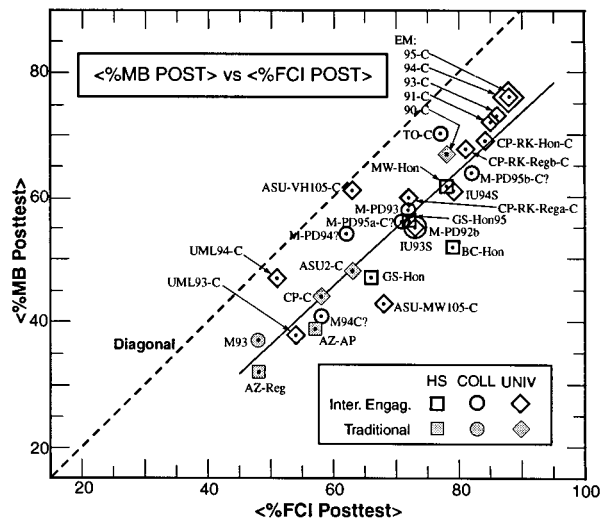 <%MB POST> vs <%FCI POST>
EM:
95-C
94-C
93-C
91-C
90-C
TO-C
CP-RK-Hon-C
MW-Hon
CP-RK-Regb-C
M-PD95b-C?
ASU-VH105-C
IU94S
M-PD93
CP-RK-Rega-C
M-PD95a-C?
GS-Hon95
M-PD94?
M-PD92b
IU93S
BC-Hon
UML94-C
ASU2-C
GS-Hon
UML93-C
CP-C
ASU-MW105-C
M94C?
Diagonal
M93
AZ-AP
AZ-Reg
HS COLL UNIV
Inter. Engag.
Traditional
<%MB Posttest>
80
60
40
20
20 40 60 80 100
<%FCI Posttest>